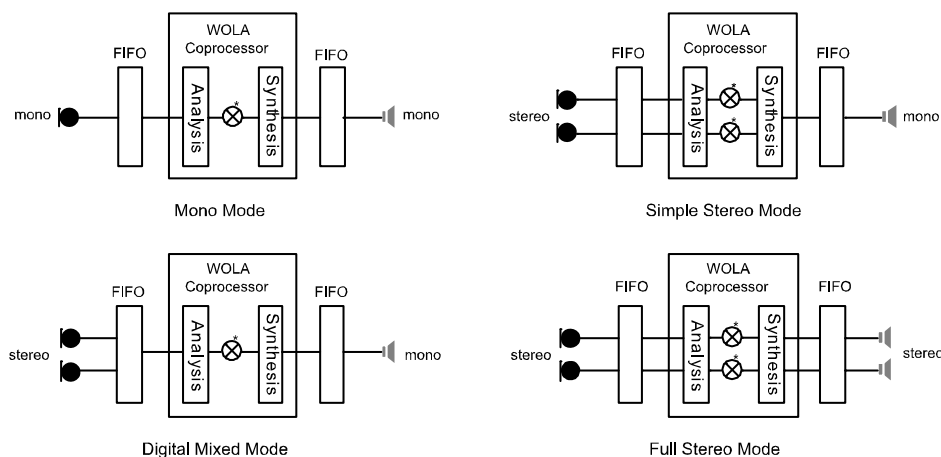 WOLA
Coprocessor
FIFO
FIFO
mono
Analysis
*
Synthesis
mono
Mono Mode
WOLA
Coprocessor
FIFO
FIFO
stereo
Analysis
*
*
Synthesis
mono
Simple Stereo Mode
WOLA
Coprocessor
FIFO
FIFO
stereo
Analysis
*
Synthesis
mono
Digital Mixed Mode
WOLA
Coprocessor
FIFO
FIFO
stereo
Analysis
*
*
Synthesis
stereo
Full Stereo Mode